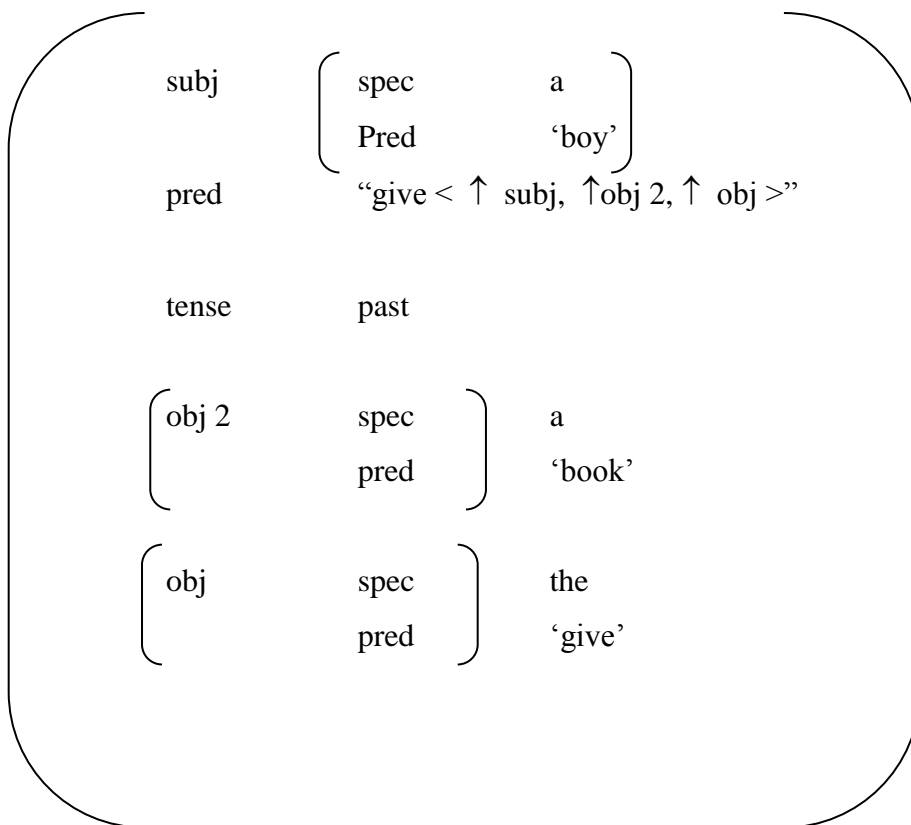 subj spec a
Pred ‘boy’
pred “give < ↑ subj, ↑obj 2, ↑ obj >”
tense past
obj 2 spec a
pred ‘book’
obj spec the
pred ‘give’